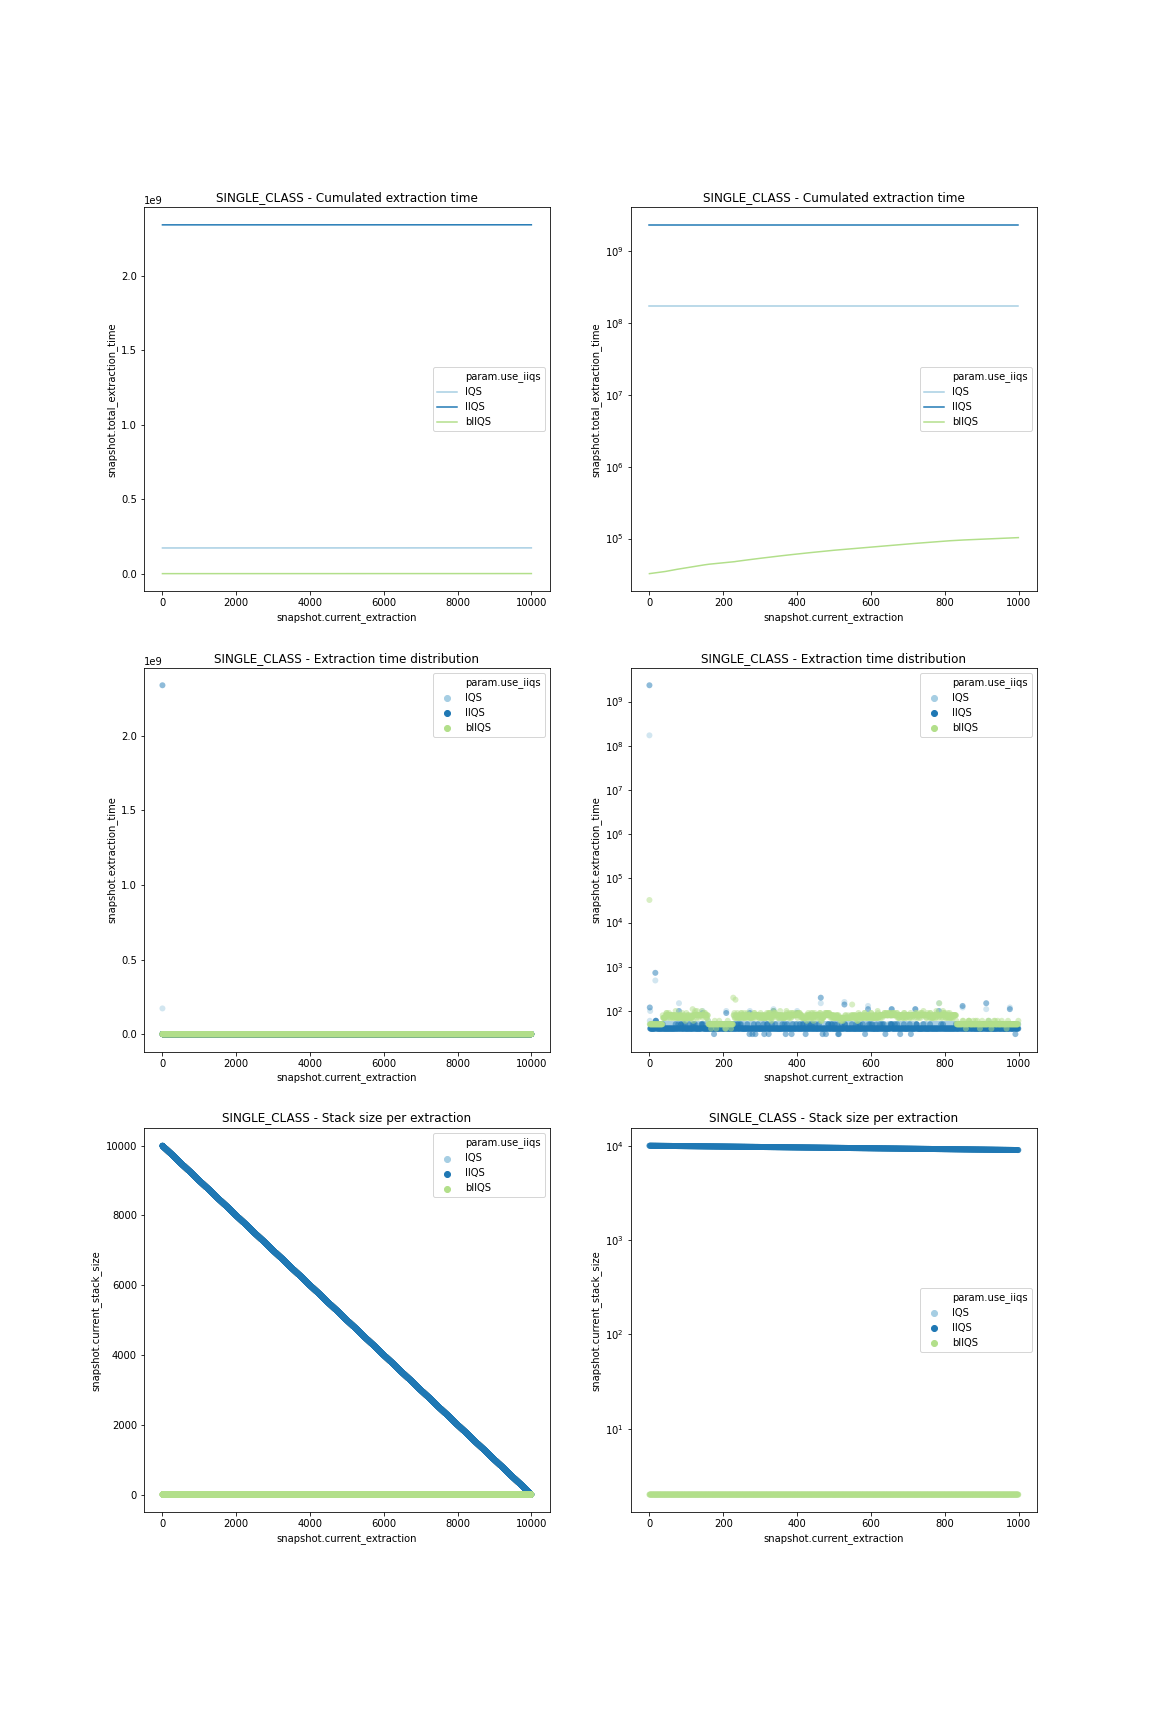 SINGLE_CLASS - Cumulated extraction time
1e9
snapshot.total_extraction_time
2.0
1.5
1.0
0.5
0.0
param.use_iiqs
IQS
IIQS
bIIQS
0 2000 4000 6000 8000 10000
snapshot.current_extraction
SINGLE_CLASS - Cumulated extraction time
snapshot.total_extraction_time
10⁹
10⁸
10⁷
10⁶
10⁵
param.use_iiqs
IQS
IIQS
bIIQS
0 200 400 600 800 1000
snapshot.current_extraction
SINGLE_CLASS - Extraction time distribution
1e9
snapshot.extraction_time
2.0
1.5
1.0
0.5
0.0
param.use_iiqs
IQS
IIQS
bIIQS
0 2000 4000 6000 8000 10000
snapshot.current_extraction
SINGLE_CLASS - Extraction time distribution
snapshot.extraction_time
10⁹
10⁸
10⁷
10⁶
10⁵
10⁴
10³
10²
param.use_iiqs
IQS
IIQS
bIIQS
0 200 400 600 800 1000
snapshot.current_extraction
SINGLE_CLASS - Stack size per extraction
snapshot.current_stack_size
10000
8000
6000
4000
2000
0
param.use_iiqs
IQS
IIQS
bIIQS
0 2000 4000 6000 8000 10000
snapshot.current_extraction
SINGLE_CLASS - Stack size per extraction
snapshot.current_stack_size
10⁴
10³
10²
10¹
param.use_iiqs
IQS
IIQS
bIIQS
0 200 400 600 800 1000
snapshot.current_extraction